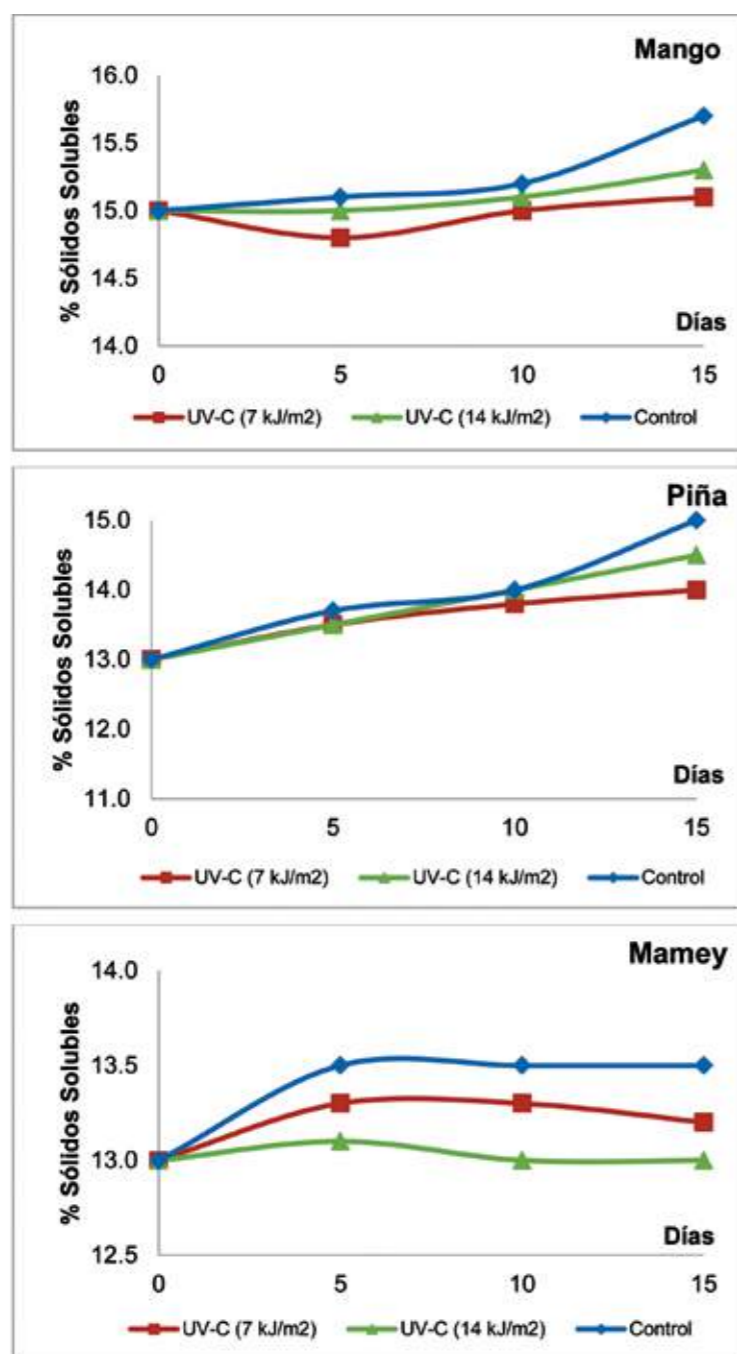 Mango
% Sólidos Solubles
16.0
15.5
15.0
14.5
14.0
Días
0 5 10 15
UV-C (7 kJ/m2) UV-C (14 kJ/m2) Control
Piña
% Sólidos Solubles
15.0
14.0
13.0
12.0
11.0
Días
0 5 10 15
UV-C (7 kJ/m2) UV-C (14 kJ/m2) Control
Mamey
% Sólidos Solubles
14.0
13.5
13.0
12.5
Días
0 5 10 15
UV-C (7 kJ/m2) UV-C (14 kJ/m2) Control